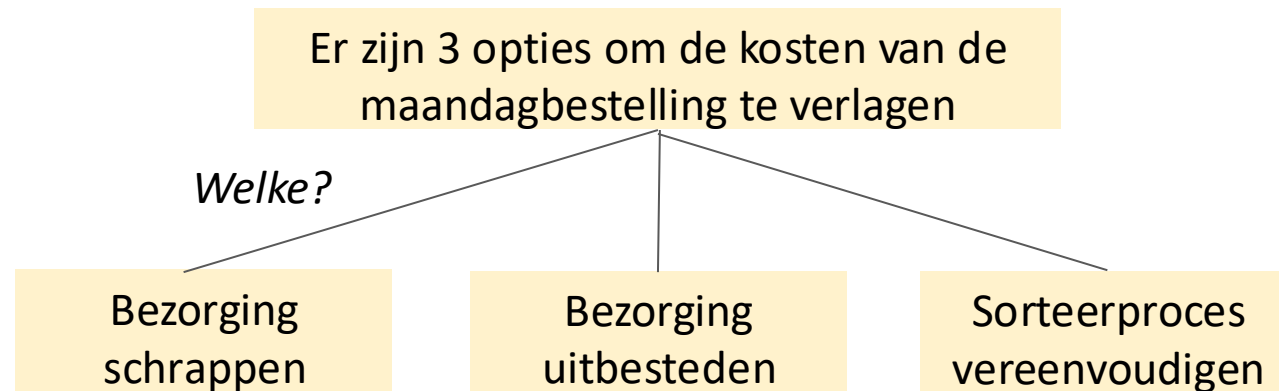 Er zijn 3 opties om de kosten van de
maandagbestelling te verlagen
Welke?
Bezorging
schrappen
Bezorging
uitbesteden
Sorteerproces
vereenvoudigen